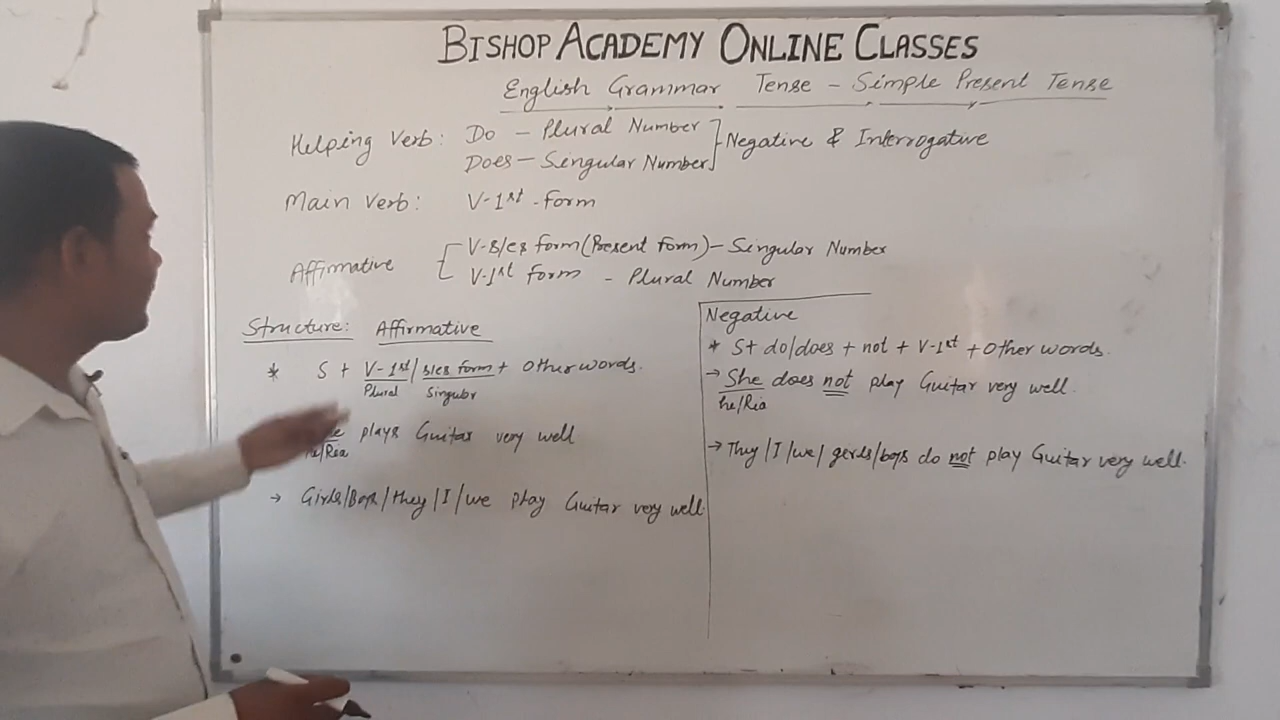 BISHOP ACADEMY ONLINE CLASSES
English Grammar Tense - Simple Present Tense
Helping Verb: Do - Plural Number
Does - Singular Number
Negative & Interrogative
Main Verb: V-1st - form
Affirmative
V-s/es form (Present form) - Singular Number
V-1st form - Plural Number
Structure: Affirmative
* S + V-1st/s/es form + Other words.
Plural Singular
plays Guitar very well
he/Ria
→ Girls/Boys/they/I/we play Guitar very well
Negative
* S + do/does + not + V-1st + Other words.
→ She does not play Guitar very well.
he/Ria
→ They/I/we/girls/boys do not play Guitar very well.